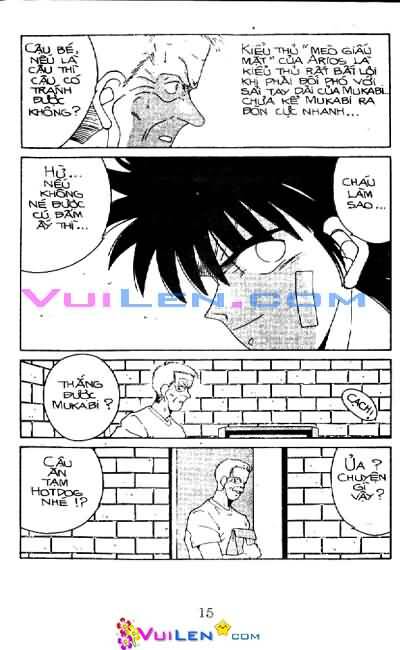 CẬU BÉ,
NẾU LÀ
CẬU THÌ
CẬU CÓ
TRÁNH
ĐƯỢC
KHÔNG?
KIỂU THỦ "MÈO GIẤU
MẶT" CỦA ARIOS LÀ
KIỂU THỦ RẤT BẤT LỢI
KHI PHẢI ĐỐI PHÓ VỚI
SẢI TAY DÀI CỦA MUKABI.
CHƯA KỂ MUKABI RA
ĐÒN CỰC NHANH...
HỪ...
NẾU
KHÔNG
NÉ ĐƯỢC
CÚ ĐẤM
ẤY THÌ...
CHÁU
LÀM
SAO...
VuiLen.com
THẮNG
ĐƯỢC
MUKABI?
CẠCH!
CẬU
ĂN
TẠM
HOTDOG
NHÉ!?
ỦA?
CHUYỆN
GÌ
VẬY?
15
VuiLen.com